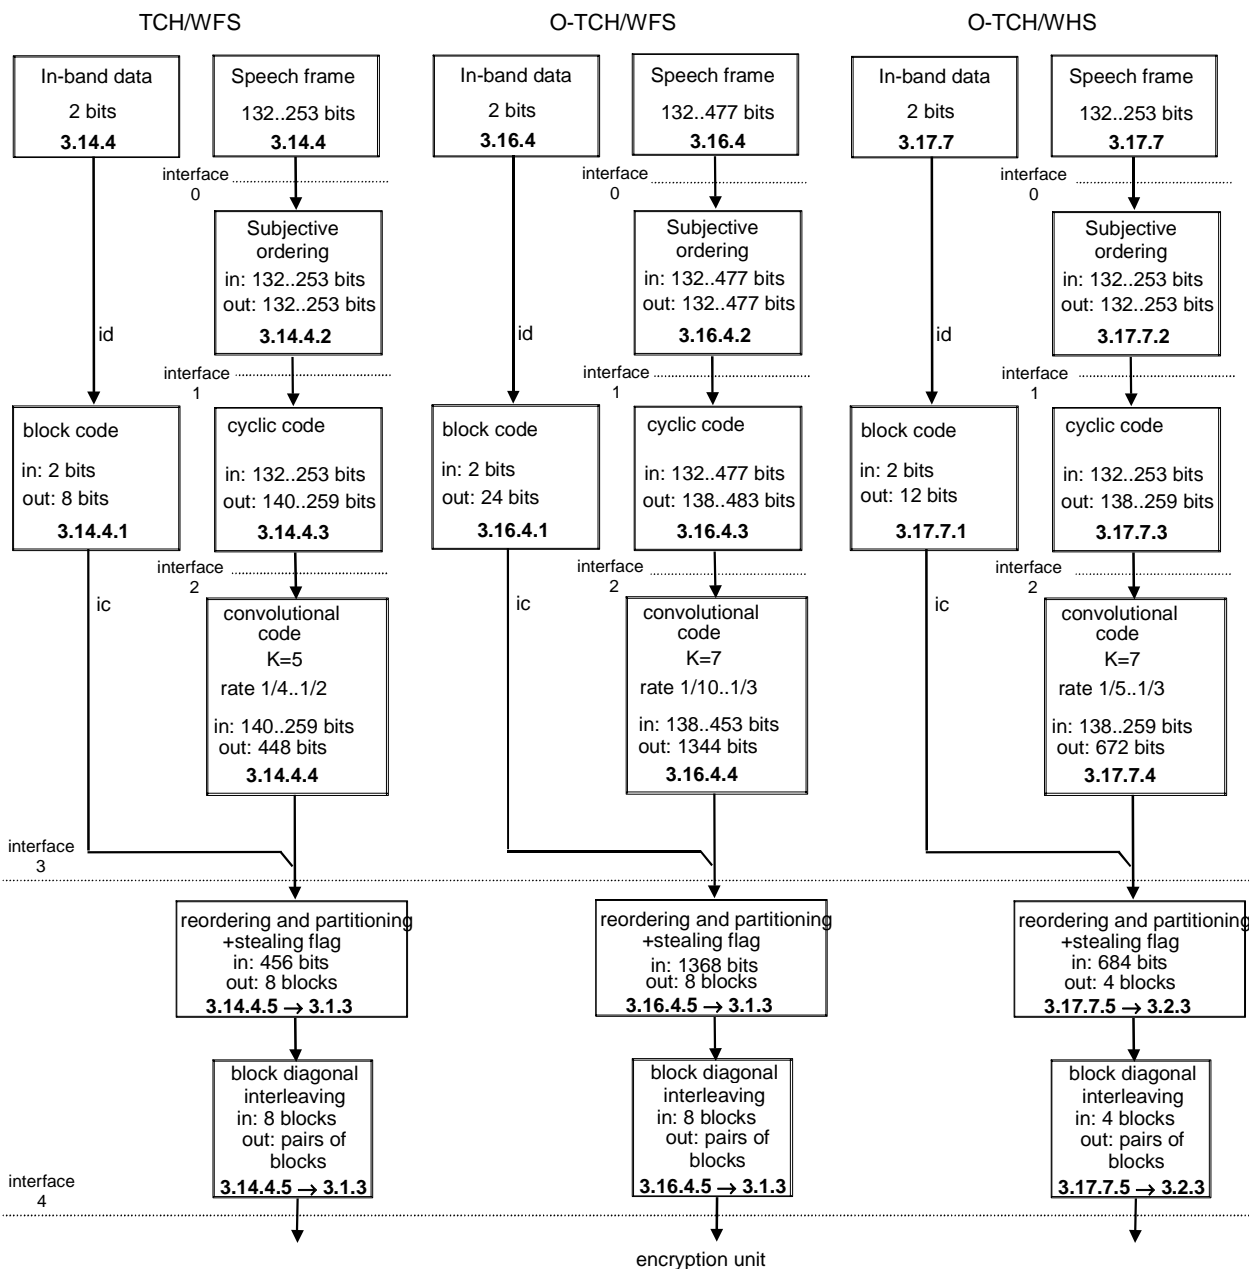 TCH/WFS
O-TCH/WFS
O-TCH/WHS
In-band data
2 bits
3.14.4
Speech frame
132..253 bits
3.14.4
In-band data
2 bits
3.16.4
Speech frame
132..477 bits
3.16.4
In-band data
2 bits
3.17.7
Speech frame
132..253 bits
3.17.7
interface
0
interface
0
interface
0
Subjective
ordering
in: 132..253 bits
out: 132..253 bits
3.14.4.2
Subjective
ordering
in: 132..477 bits
out: 132..477 bits
3.16.4.2
Subjective
ordering
in: 132..253 bits
out: 132..253 bits
3.17.7.2
id
id
id
interface
1
interface
1
interface
1
block code
in: 2 bits
out: 8 bits
3.14.4.1
cyclic code
in: 132..253 bits
out: 140..259 bits
3.14.4.3
block code
in: 2 bits
out: 24 bits
3.16.4.1
cyclic code
in: 132..477 bits
out: 138..483 bits
3.16.4.3
block code
in: 2 bits
out: 12 bits
3.17.7.1
cyclic code
in: 132..253 bits
out: 138..259 bits
3.17.7.3
interface
2
interface
2
interface
2
ic
ic
ic
convolutional
code
K=5
rate 1/4..1/2
in: 140..259 bits
out: 448 bits
3.14.4.4
convolutional
code
K=7
rate 1/10..1/3
in: 138..453 bits
out: 1344 bits
3.16.4.4
convolutional
code
K=7
rate 1/5..1/3
in: 138..259 bits
out: 672 bits
3.17.7.4
interface
3
reordering and partitioning
+stealing flag
in: 456 bits
out: 8 blocks
3.14.4.5 → 3.1.3
reordering and partitioning
+stealing flag
in: 1368 bits
out: 8 blocks
3.16.4.5 → 3.1.3
reordering and partitioning
+stealing flag
in: 684 bits
out: 4 blocks
3.17.7.5 → 3.2.3
block diagonal
interleaving
in: 8 blocks
out: pairs of
blocks
3.14.4.5 → 3.1.3
block diagonal
interleaving
in: 8 blocks
out: pairs of
blocks
3.16.4.5 → 3.1.3
block diagonal
interleaving
in: 4 blocks
out: pairs of
blocks
3.17.7.5 → 3.2.3
interface
4
encryption unit